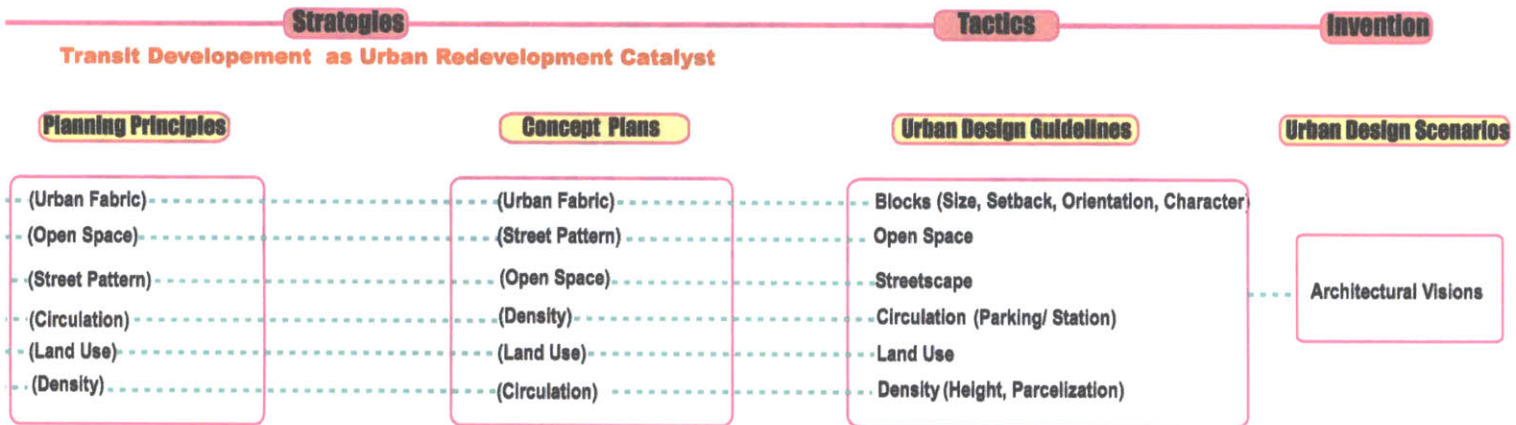 Strategies
Tactics
Invention
Transit Developement as Urban Redevelopment Catalyst
Planning Principles
Concept Plans
Urban Design Guidelines
Urban Design Scenarios
(Urban Fabric)
(Open Space)
(Street Pattern)
(Circulation)
(Land Use)
(Density)
(Urban Fabric)
(Street Pattern)
(Open Space)
(Density)
(Land Use)
(Circulation)
Blocks (Size, Setback, Orientation, Character)
Open Space
Streetscape
Circulation (Parking/ Station)
Land Use
Density (Height, Parcelization)
Architectural Visions